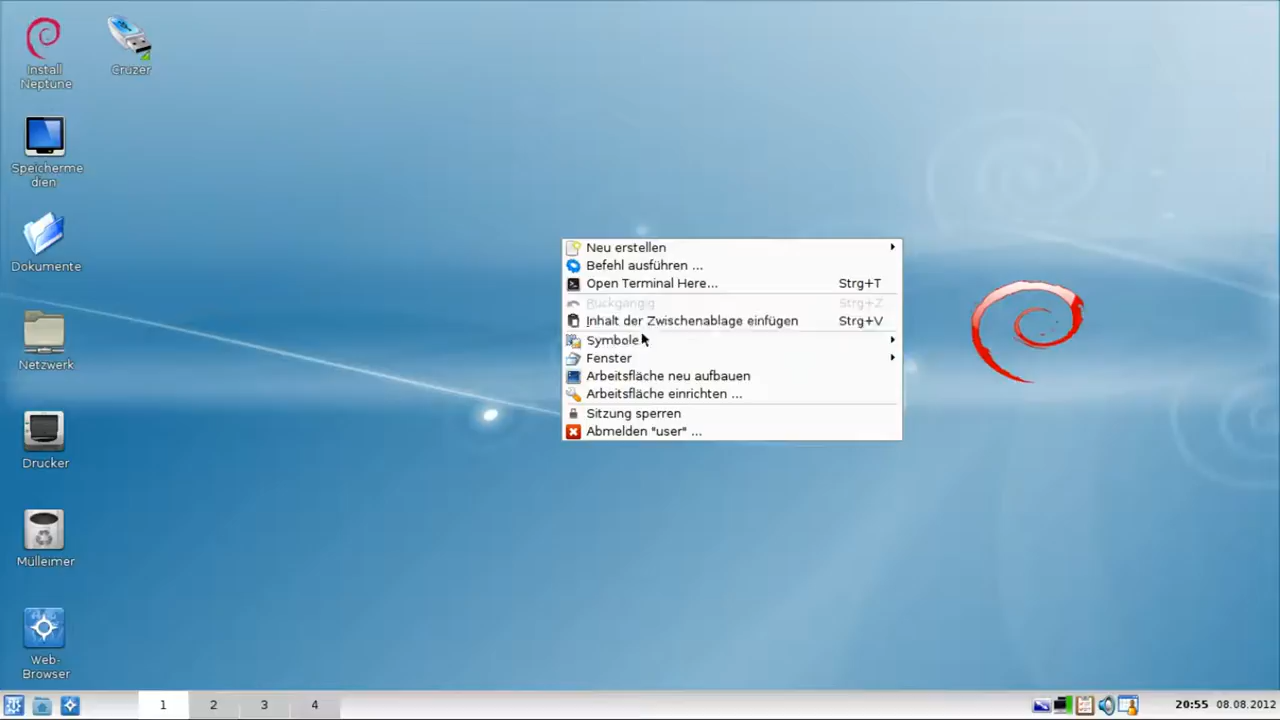 Install
Neptune
Cruzer
Speicherme
dien
Dokumente
Netzwerk
Drucker
Mülleimer
Web-
Browser
Neu erstellen
Befehl ausführen ...
Open Terminal Here... Strg+T
Rückgängig Strg+Z
Inhalt der Zwischenablage einfügen Strg+V
Symbole
Fenster
Arbeitsfläche neu aufbauen
Arbeitsfläche einrichten ...
Sitzung sperren
Abmelden "user" ...
1 2 3 4 20:55 08.08.2012